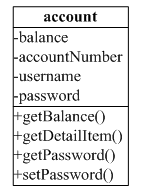 account
-balance
-accountNumber
-username
-password
+getBalance()
+getDetailItem()
+getPassword()
+setPassword()